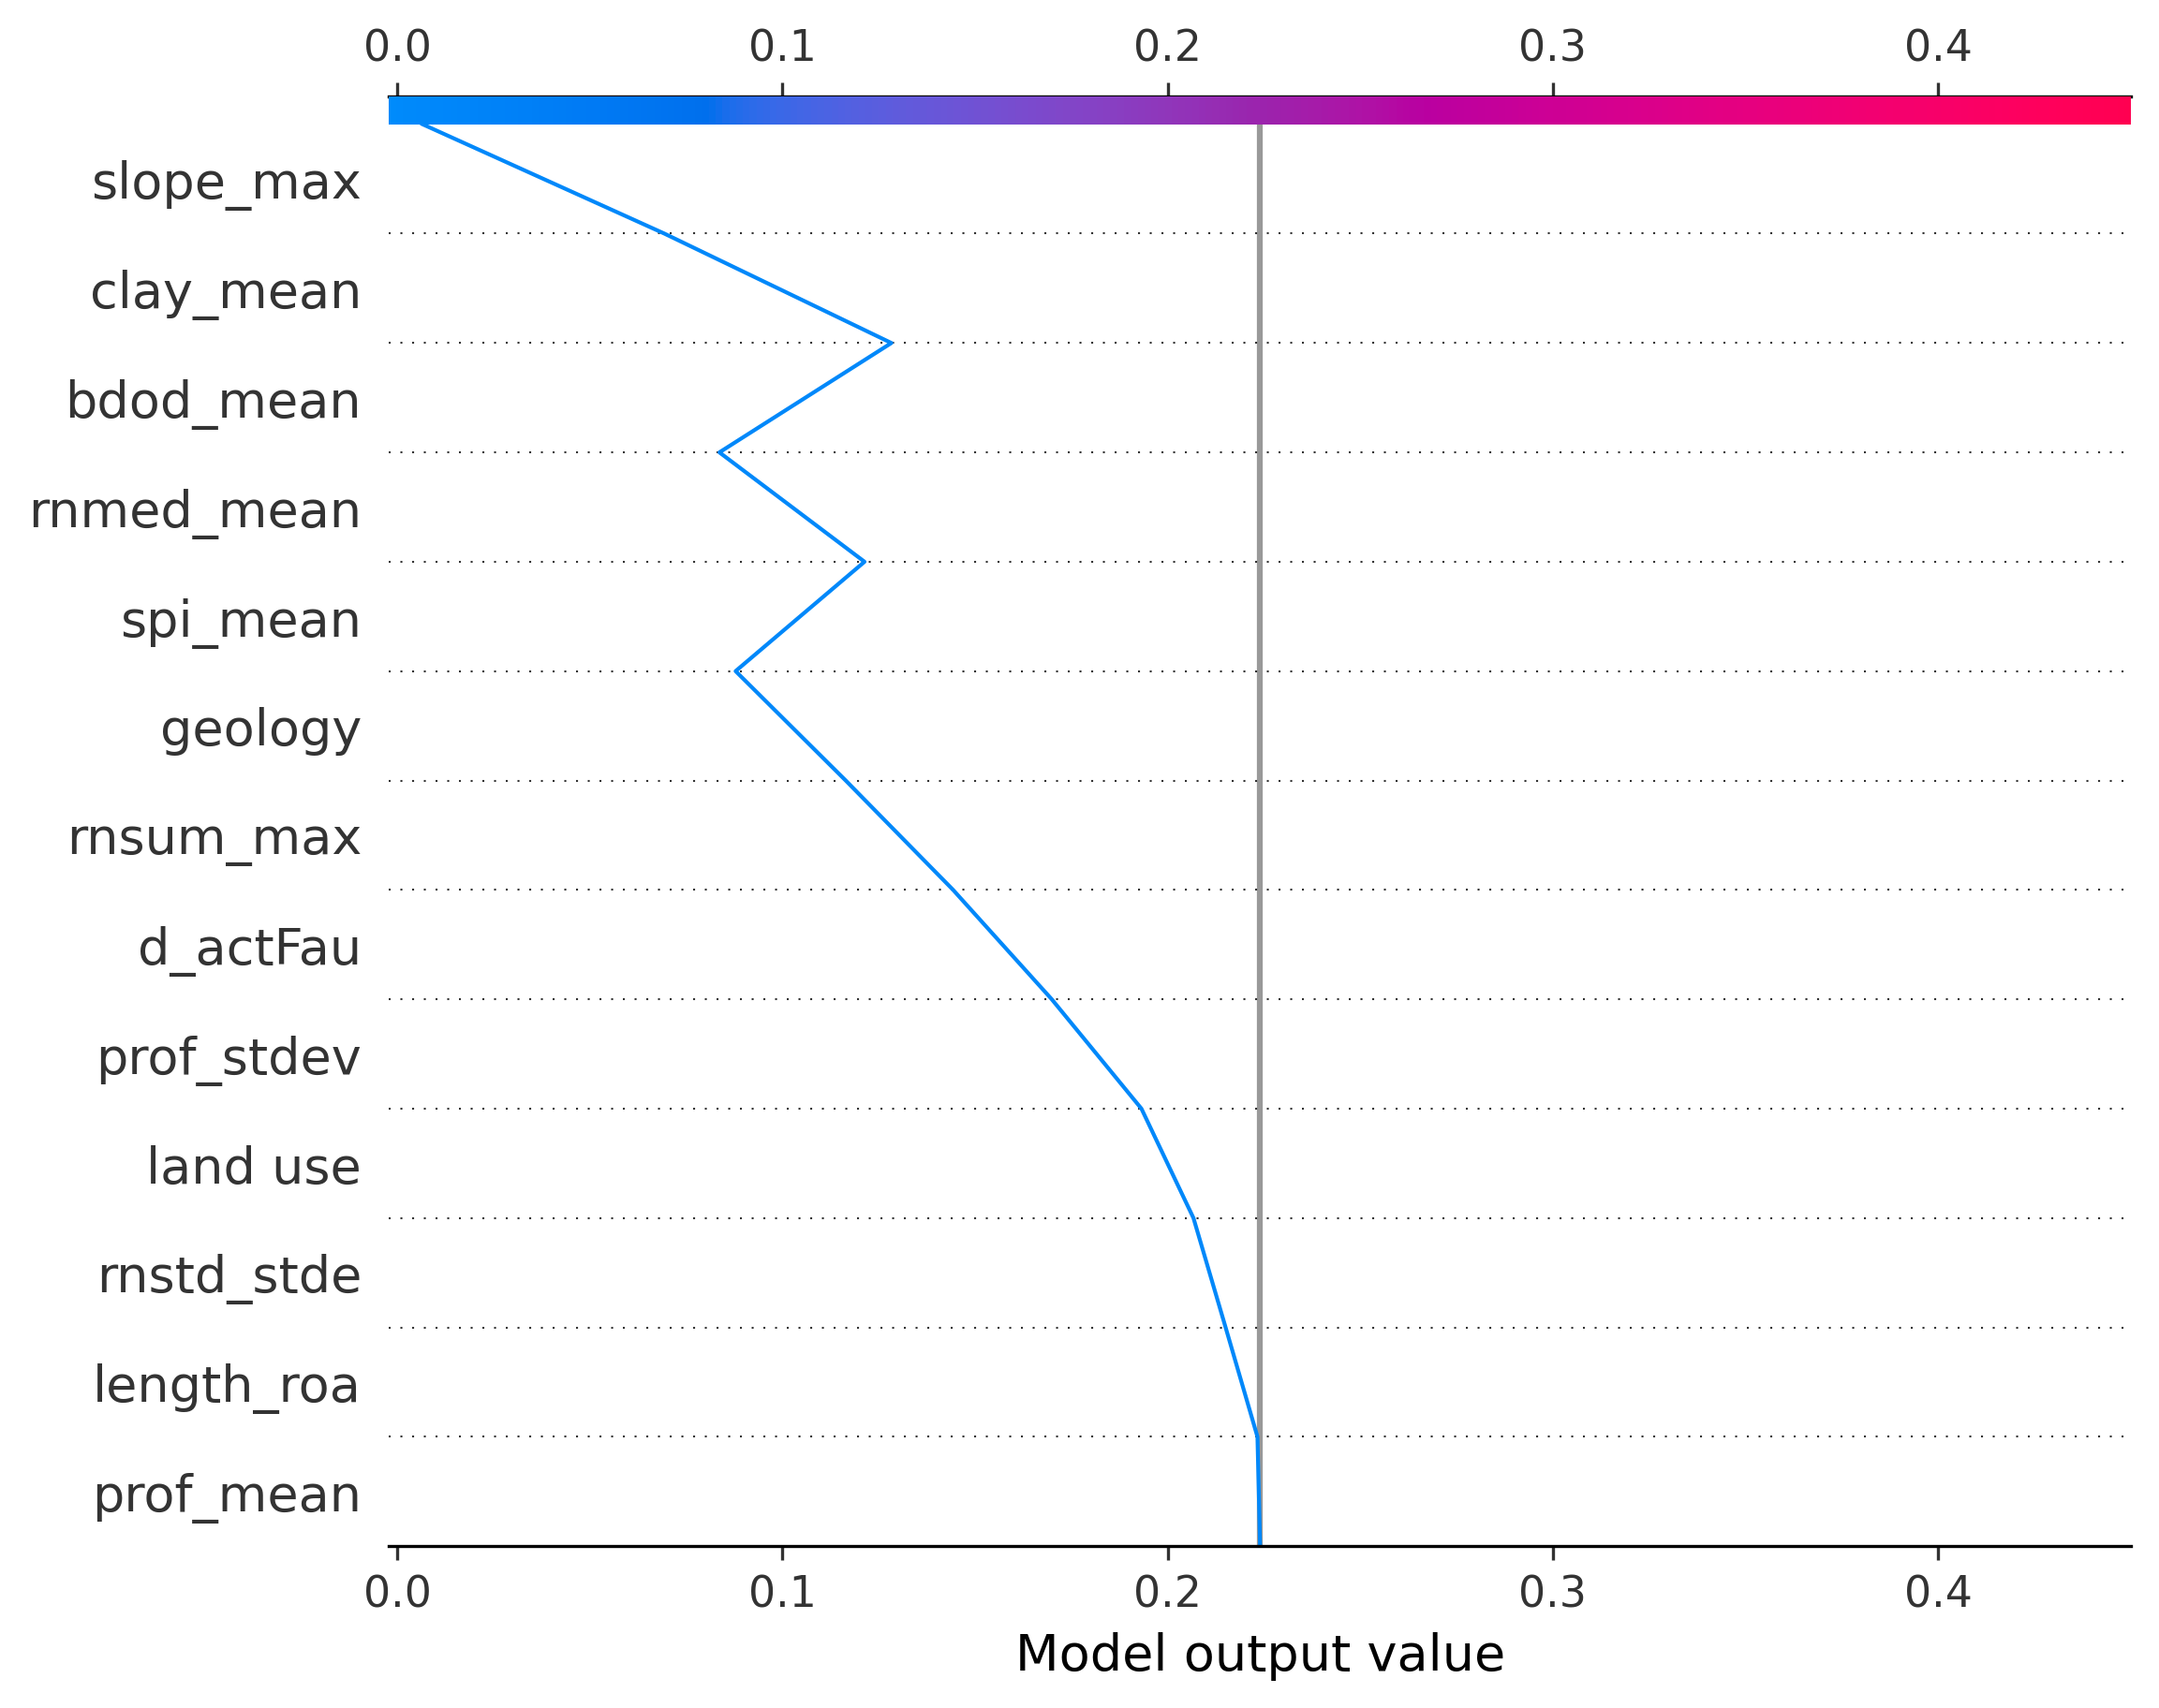 0.0 0.1 0.2 0.3 0.4
slope_max
clay_mean
bdod_mean
rnmed_mean
spi_mean
geology
rnsum_max
d_actFau
prof_stdev
land use
rnstd_stde
length_roa
prof_mean
0.0 0.1 0.2 0.3 0.4
Model output value